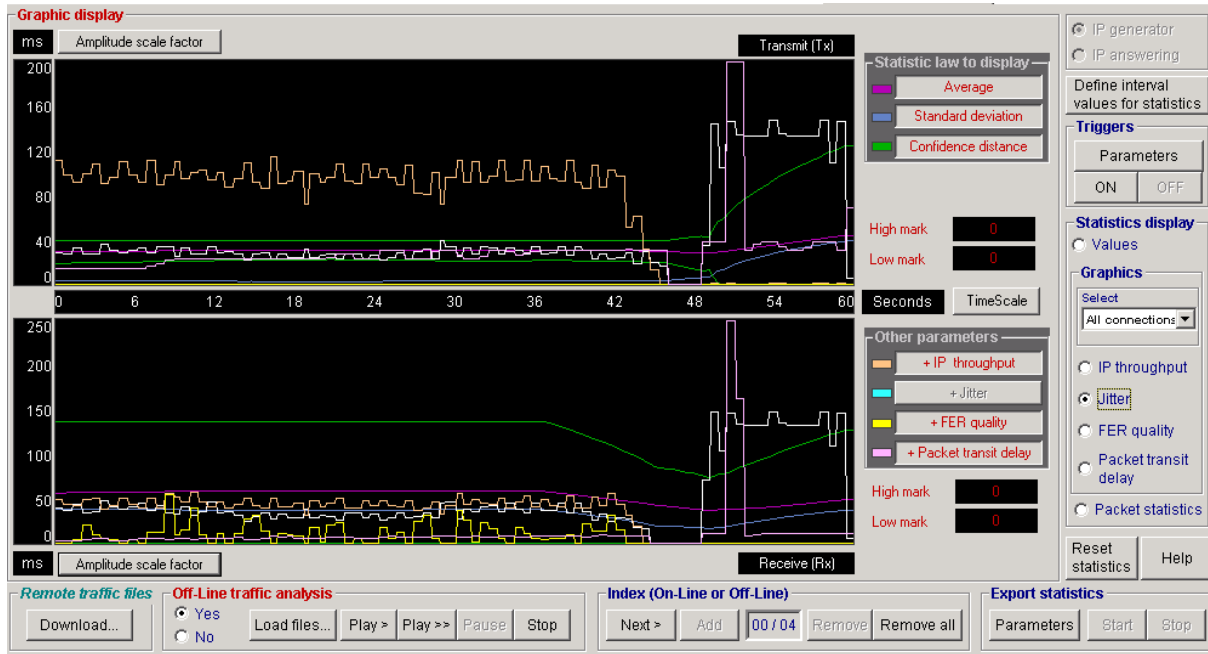 Graphic display
ms
Amplitude scale factor
Transmit (Tx)
200
160
120
80
40
0
0 6 12 18 24 30 36 42 48 54 60
Seconds
TimeScale
Statistic law to display
Average
Standard deviation
Confidence distance
High mark 0
Low mark 0
250
200
150
100
50
0
Other parameters
+ IP throughput
+ Jitter
+ FER quality
+ Packet transit delay
High mark 0
Low mark 0
ms
Amplitude scale factor
Receive (Rx)
IP generator
IP answering
Define interval
values for statistics
Triggers
Parameters
ON
OFF
Statistics display
Values
Graphics
Select
All connections
IP throughput
Jitter
FER quality
Packet transit
delay
Packet statistics
Reset
statistics
Help
Remote traffic files
Download...
Off-Line traffic analysis
Yes
No
Load files...
Play >
Play >>
Pause
Stop
Index (On-Line or Off-Line)
Next >
Add
00 / 04
Remove
Remove all
Export statistics
Parameters
Start
Stop